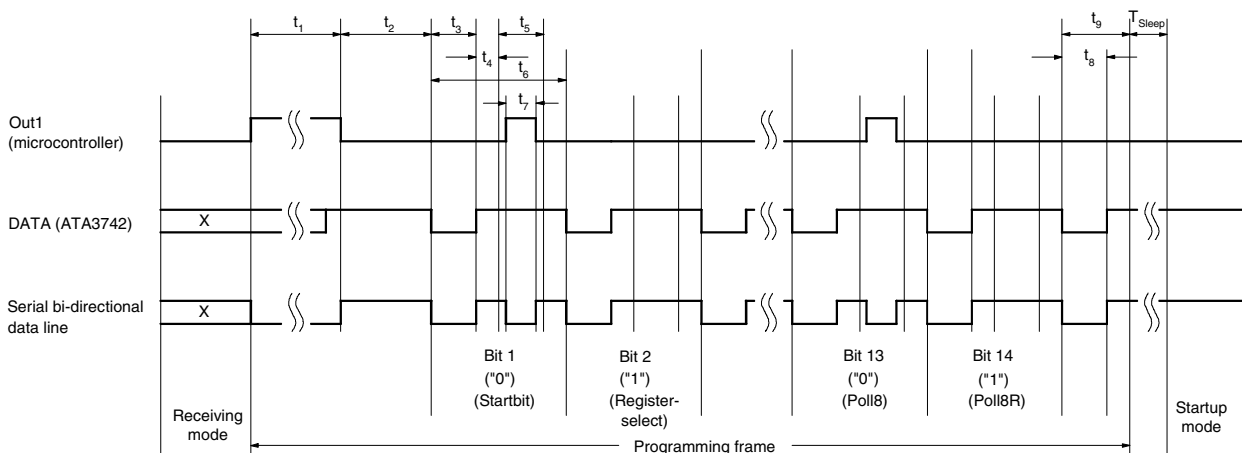 t1 t2 t3 t5 t9 TSleep
t4 t6 t8
t7
Out1
(microcontroller)
DATA (ATA3742) X
Serial bi-directional
data line X
Bit 1
("0")
(Startbit)
Bit 2
("1")
(Register-
select)
Bit 13
("0")
(Poll8)
Bit 14
("1")
(Poll8R)
Receiving
mode
Startup
mode
Programming frame